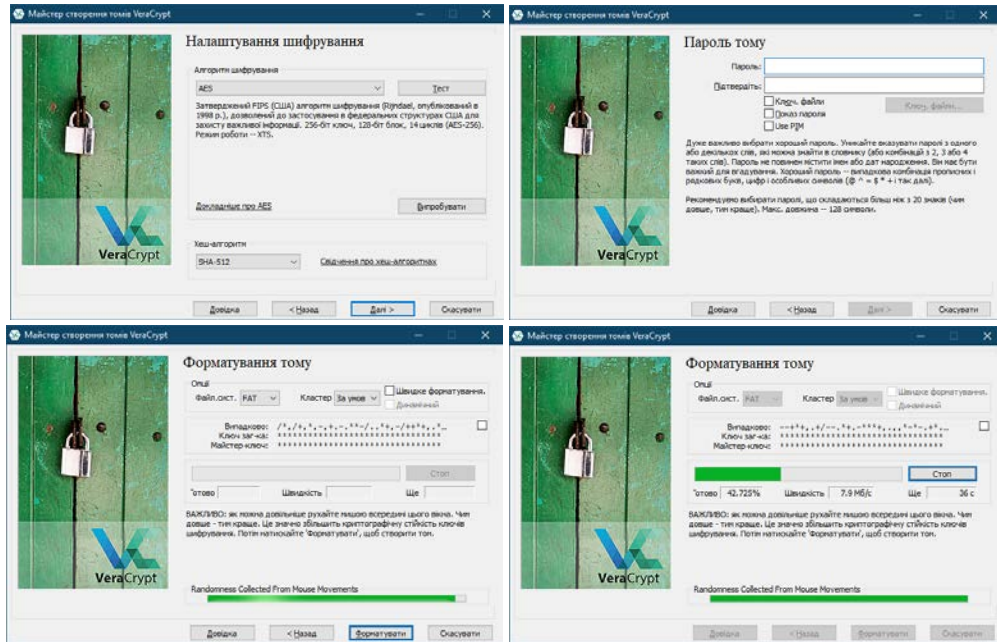 Майстер створення томів VeraCrypt
Налаштування шифрування
Алгоритм шифрування
AES
Тест
Затверджений FIPS (США) алгоритм шифрування (Rijndael, опублікований в
1998 р.), дозволений до застосування в федеральних структурах США для
захисту важливої інформації. 256-біт ключ, 128-біт блок, 14 циклів (AES-256).
Режим роботи -- XTS.
Докладніше про AES
Випробувати
Хеш-алгоритм
SHA-512
Свідчення про хеш-алгоритмах
VeraCrypt
Довідка
< Назад
Далі >
Скасувати
Майстер створення томів VeraCrypt
Пароль тому
Пароль:
Підтвердіть:
Ключ. файли
Ключ. файли...
Показ пароля
Use PIM
Дуже важливо вибрати хороший пароль. Уникайте вказувати паролі з одного
або декількох слів, які можна знайти в словнику (або комбінацій з 2, 3 або 4
таких слів). Пароль не повинен містити імен або дат народження. Він має бути
важкий для вгадування. Хороший пароль -- випадкова комбінація прописних і
рядкових букв, цифр і особливих символів (@ ^ = $ * + і так далі).
Рекомендуємо вибирати паролі, що складаються більш ніж з 20 знаків (чим
довше, тим краще). Макс. довжина -- 128 символи.
VeraCrypt
Довідка
< Назад
Далі >
Скасувати
Майстер створення томів VeraCrypt
Форматування тому
Опції
Файл.сист.
FAT
Кластер
За умов
Швидке форматування.
Динамічний
Випадково:
Ключ заг-ка:
Майстер-ключ:
Стоп
отово
Швидкість
Ще
ВАЖЛИВО: як можна довільніше рухайте мишею всередині цього вікна. Чим
довше - тим краще. Це значно збільшить криптографічну стійкість ключів
шифрування. Потім натискайте 'Форматувати', щоб створити том.
Randomness Collected From Mouse Movements
VeraCrypt
Довідка
< Назад
Форматувати
Скасувати
Майстер створення томів VeraCrypt
Форматування тому
Опції
Файл.сист.
FAT
Кластер
За умов
Швидке форматування.
Динамічний
Випадково:
Ключ заг-ка:
Майстер-ключ:
Стоп
отово
42.725%
Швидкість
7.9 Мб/с
Ще
36 с
ВАЖЛИВО: як можна довільніше рухайте мишею всередині цього вікна. Чим
довше - тим краще. Це значно збільшить криптографічну стійкість ключів
шифрування. Потім натискайте 'Форматувати', щоб створити том.
Randomness Collected From Mouse Movements
VeraCrypt
Довідка
< Назад
Форматувати
Скасувати